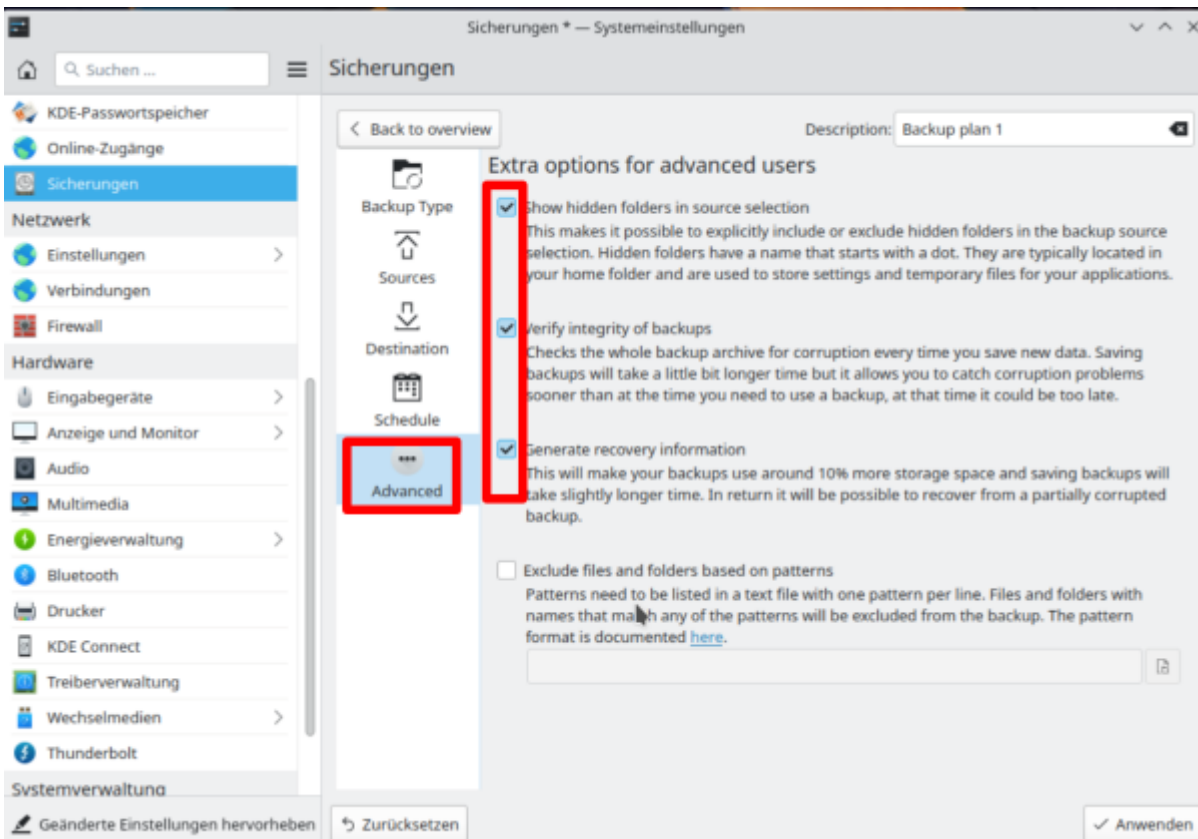 Sicherungen * — Systemeinstellungen
Suchen ...
Sicherungen
KDE-Passwortspeicher
Online-Zugänge
Sicherungen
Netzwerk
Einstellungen
Verbindungen
Firewall
Hardware
Eingabegeräte
Anzeige und Monitor
Audio
Multimedia
Energieverwaltung
Bluetooth
Drucker
KDE Connect
Treiberverwaltung
Wechselmedien
Thunderbolt
Systemverwaltung
Geänderte Einstellungen hervorheben
Back to overview
Description: Backup plan 1
Backup Type
Sources
Destination
Schedule
Advanced
Extra options for advanced users
Show hidden folders in source selection
This makes it possible to explicitly include or exclude hidden folders in the backup source
selection. Hidden folders have a name that starts with a dot. They are typically located in
your home folder and are used to store settings and temporary files for your applications.
Verify integrity of backups
Checks the whole backup archive for corruption every time you save new data. Saving
backups will take a little bit longer time but it allows you to catch corruption problems
sooner than at the time you need to use a backup, at that time it could be too late.
Generate recovery information
This will make your backups use around 10% more storage space and saving backups will
take slightly longer time. In return it will be possible to recover from a partially corrupted
backup.
Exclude files and folders based on patterns
Patterns need to be listed in a text file with one pattern per line. Files and folders with
names that match any of the patterns will be excluded from the backup. The pattern
format is documented here.
Zurücksetzen
Anwenden